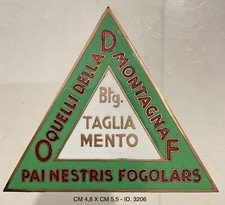 O QUELLI DELLA D MONTAGNA F
Btg.
TAGLIA
MENTO
PAI NESTRIS FOGOLARS
CM 4,8 X CM 5,5 - ID. 3206